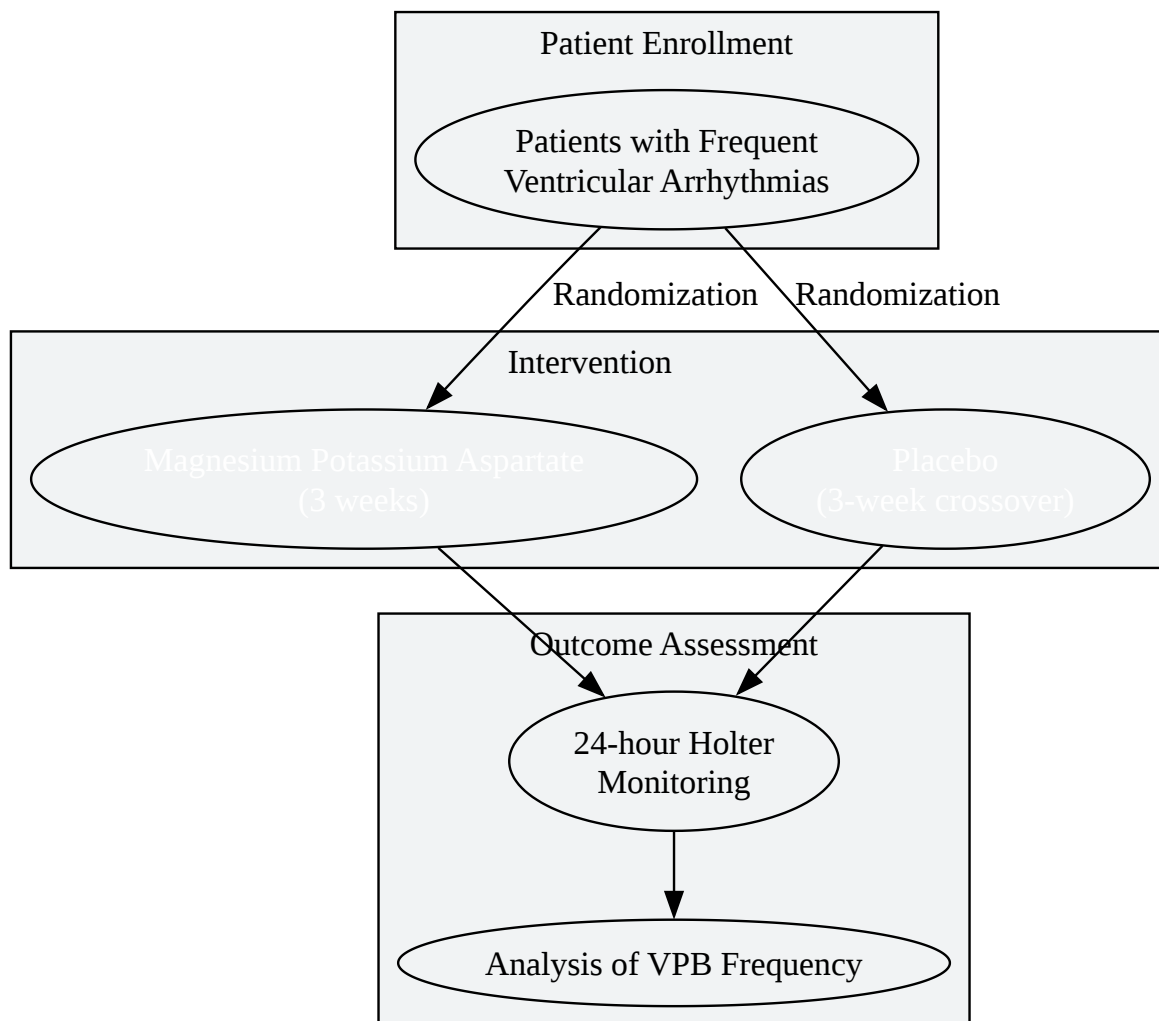 Patient Enrollment
Patients with Frequent
Ventricular Arrhythmias
Randomization
Randomization
Intervention
Magnesium Potassium Aspartate
(3 weeks)
Placebo
(3-week crossover)
Outcome Assessment
24-hour Holter
Monitoring
Analysis of VPB Frequency